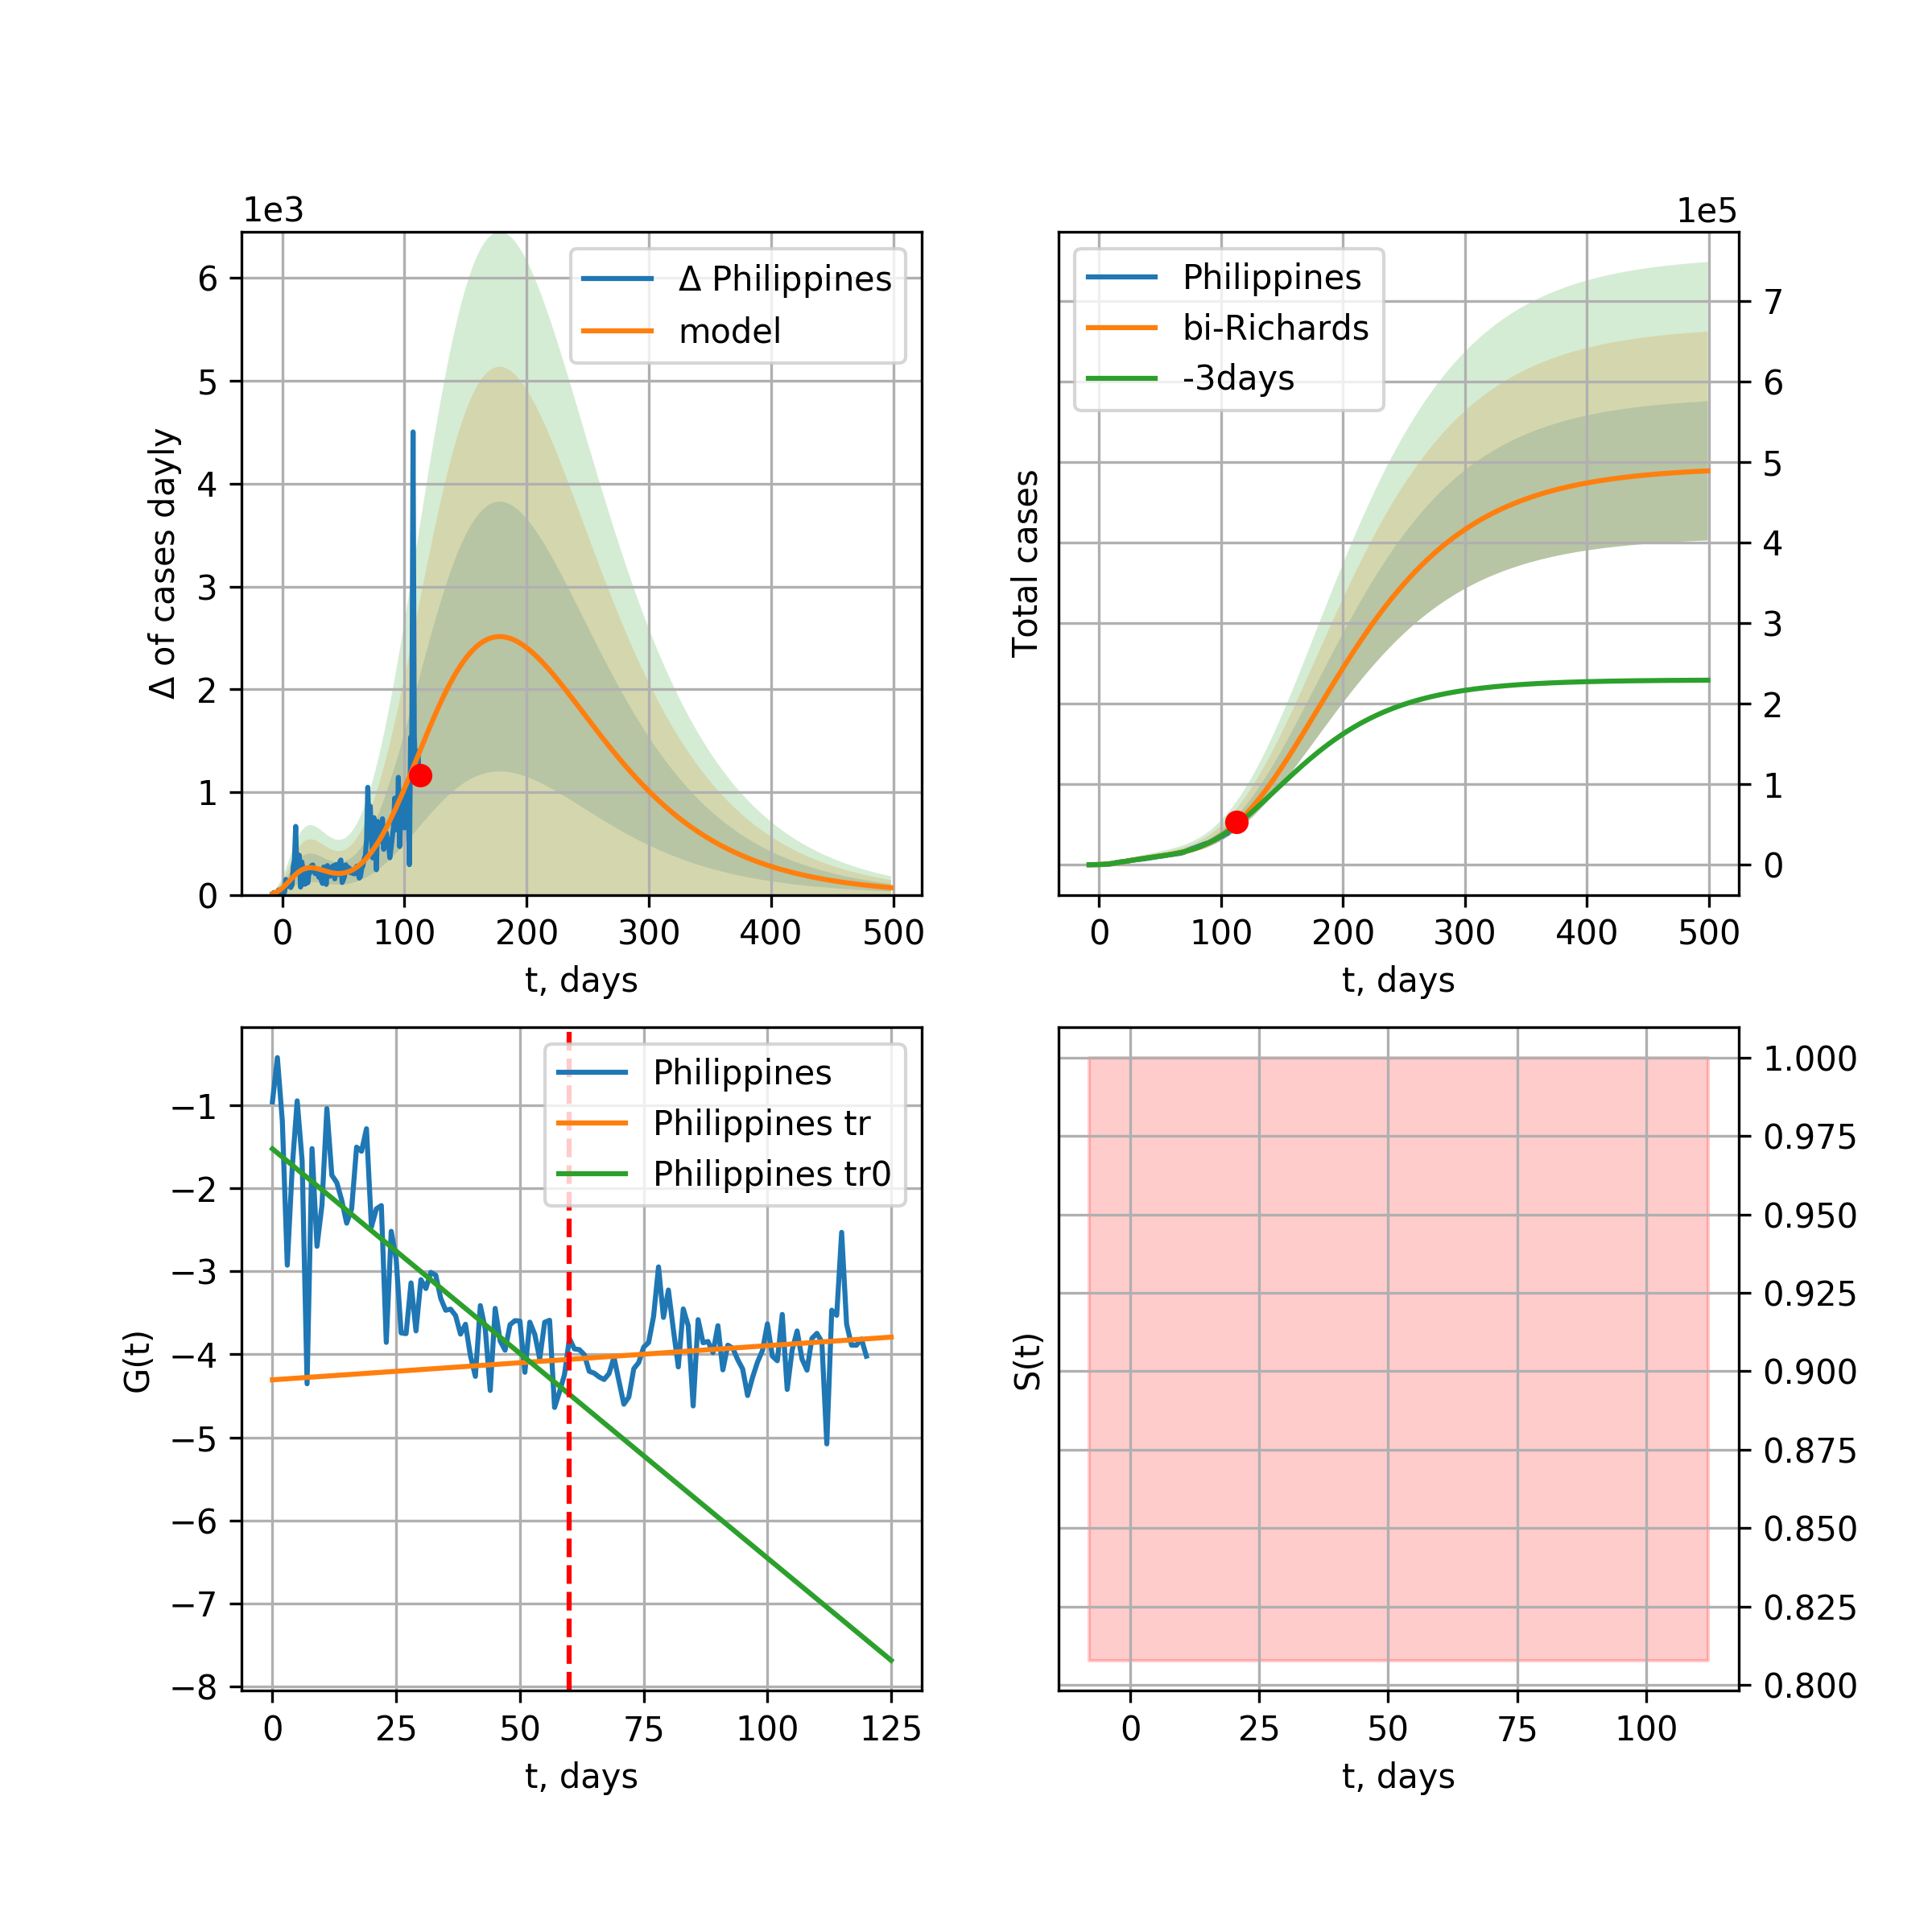 1e3
Δ of cases dayly
6
5
4
3
2
1
0
Δ Philippines
model
0 100 200 300 400 500
t, days
1e5
Total cases
Philippines
bi-Richards
-3days
7
6
5
4
3
2
1
0
0 100 200 300 400 500
t, days
G(t)
−1
−2
−3
−4
−5
−6
−7
−8
Philippines
Philippines tr
Philippines tr0
0 25 50 75 100 125
t, days
S(t)
1.000
0.975
0.950
0.925
0.900
0.875
0.850
0.825
0.800
0 25 50 75 100
t, days